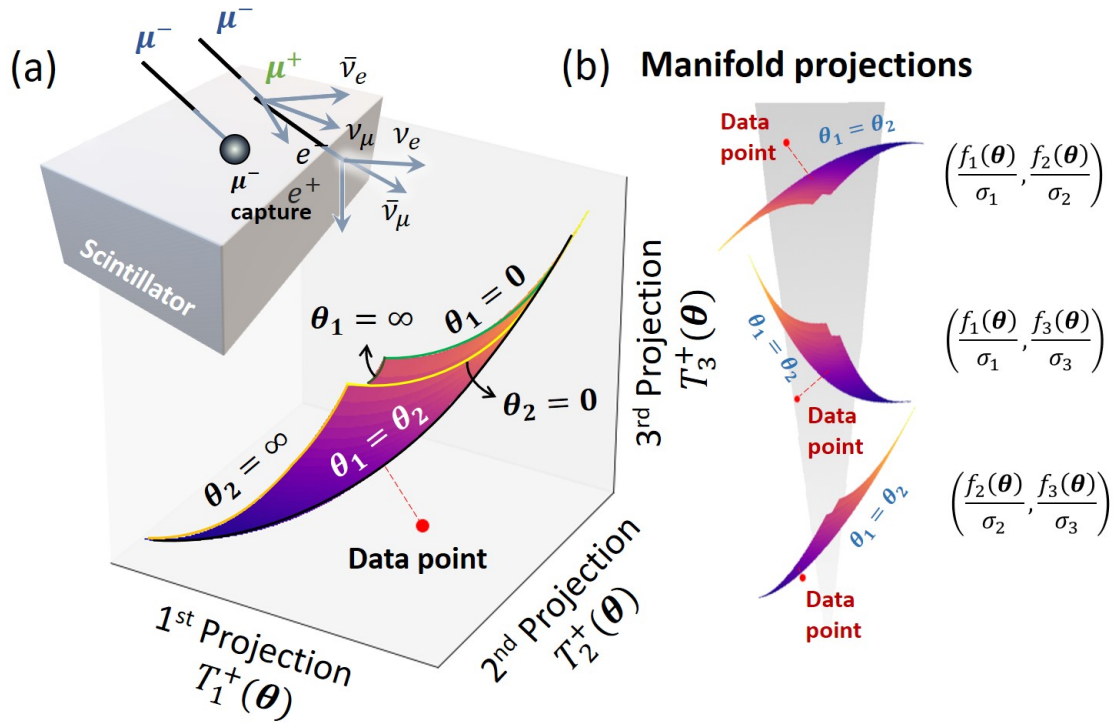 (a)
μ⁻
μ⁻
μ⁺
ν̄ₑ
ν_μ
νₑ
e⁻
e⁺
ν̄_μ
μ⁻
capture
Scintillator
θ₁ = ∞
θ₁ = 0
θ₂ = 0
θ₂ = ∞
θ₁ = θ₂
Data point
1ˢᵗ Projection
T₁⁺(θ)
2ⁿᵈ Projection
T₂⁺(θ)
3ʳᵈ Projection
T₃⁺(θ)
(b) Manifold projections
Data
point
θ₁ = θ₂
(f₁(θ)/σ₁, f₂(θ)/σ₂)
θ₁ = θ₂
Data
point
(f₁(θ)/σ₁, f₃(θ)/σ₃)
θ₁ = θ₂
Data
point
(f₂(θ)/σ₂, f₃(θ)/σ₃)